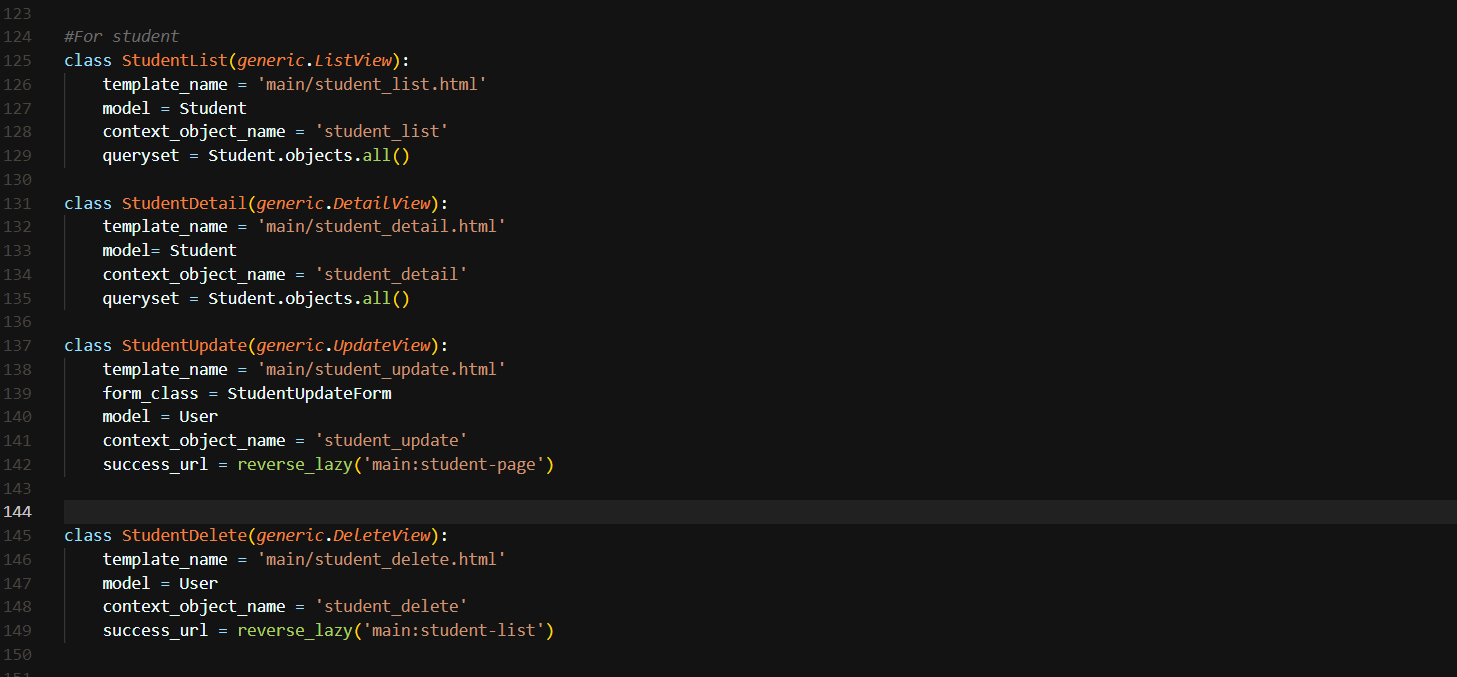 123
124 #For student
125 class StudentList(generic.ListView):
126     template_name = 'main/student_list.html'
127     model = Student
128     context_object_name = 'student_list'
129     queryset = Student.objects.all()
130
131 class StudentDetail(generic.DetailView):
132     template_name = 'main/student_detail.html'
133     model= Student
134     context_object_name = 'student_detail'
135     queryset = Student.objects.all()
136
137 class StudentUpdate(generic.UpdateView):
138     template_name = 'main/student_update.html'
139     form_class = StudentUpdateForm
140     model = User
141     context_object_name = 'student_update'
142     success_url = reverse_lazy('main:student-page')
143
144
145 class StudentDelete(generic.DeleteView):
146     template_name = 'main/student_delete.html'
147     model = User
148     context_object_name = 'student_delete'
149     success_url = reverse_lazy('main:student-list')
150
151